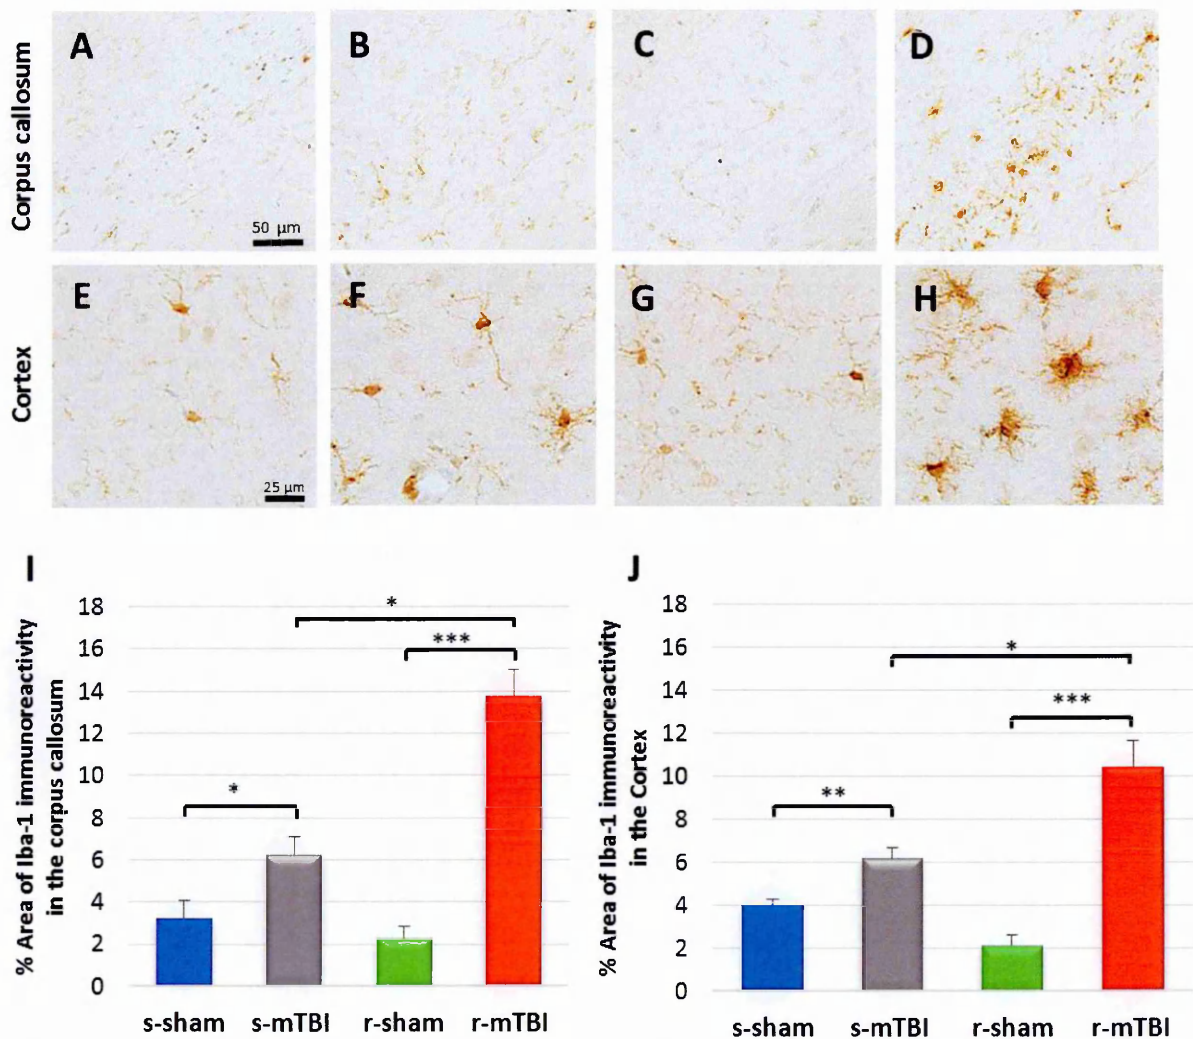 Corpus callosum
A
B
C
D
50 µm
Cortex
E
F
G
H
25 µm
I
% Area of Iba-1 immunoreactivity
in the corpus callosum
18
16
14
12
10
8
6
4
2
0
*
***
*
s-sham s-mTBI r-sham r-mTBI
J
% Area of Iba-1 immunoreactivity
in the Cortex
18
16
14
12
10
8
6
4
2
0
*
***
**
s-sham s-mTBI r-sham r-mTBI